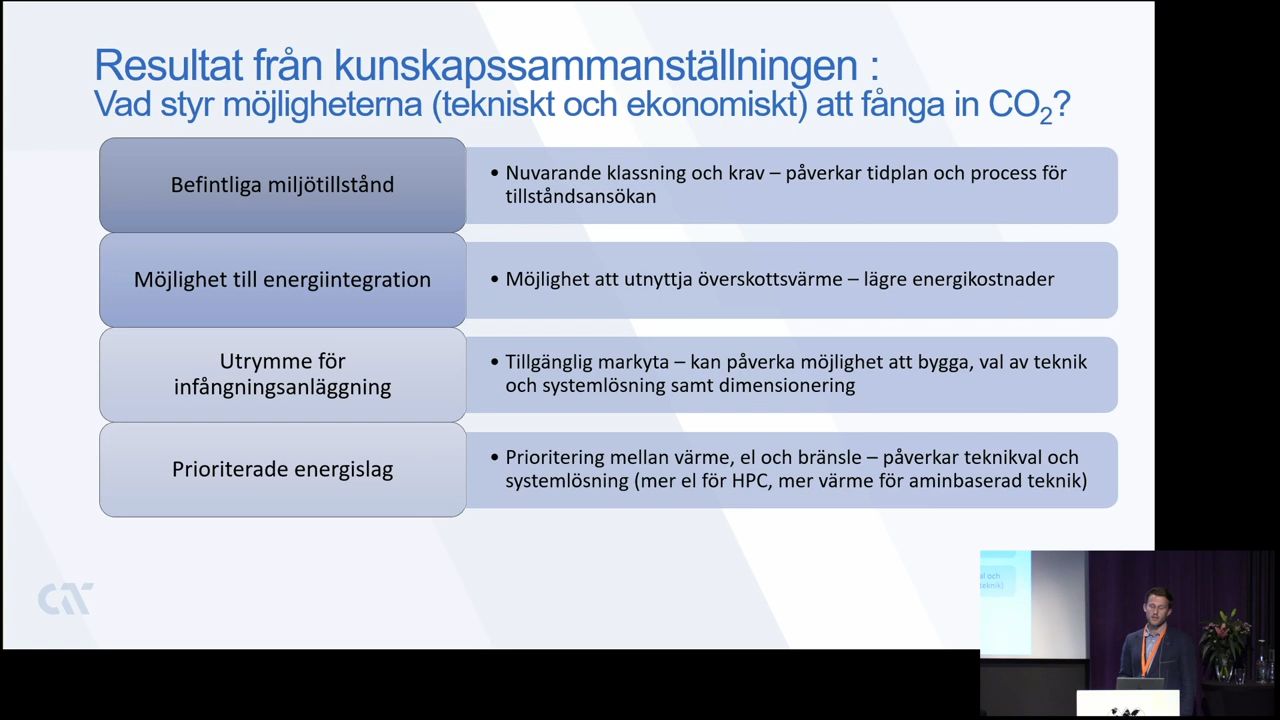 Resultat från kunskapssammanställningen :
Vad styr möjligheterna (tekniskt och ekonomiskt) att fånga in CO₂?
Befintliga miljötillstånd
• Nuvarande klassning och krav – påverkar tidplan och process för
tillståndsansökan
Möjlighet till energiintegration
• Möjlighet att utnyttja överskottsvärme – lägre energikostnader
Utrymme för
infångningsanläggning
• Tillgänglig markyta – kan påverka möjlighet att bygga, val av teknik
och systemlösning samt dimensionering
Prioriterade energislag
• Prioritering mellan värme, el och bränsle – påverkar teknikval och
systemlösning (mer el för HPC, mer värme för aminbaserad teknik)
el och
teknik)